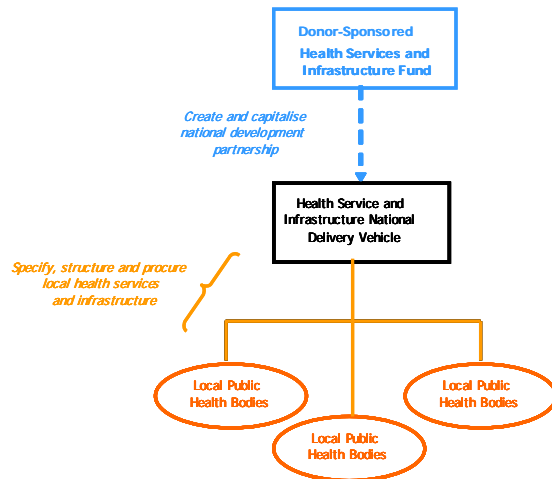 Donor-Sponsored
Health Services and
Infrastructure Fund
Create and capitalise
national development
partnership
Health Service and
Infrastructure National
Delivery Vehicle
Specify, structure and procure
local health services
and infrastructure
Local Public
Health Bodies
Local Public
Health Bodies
Local Public
Health Bodies